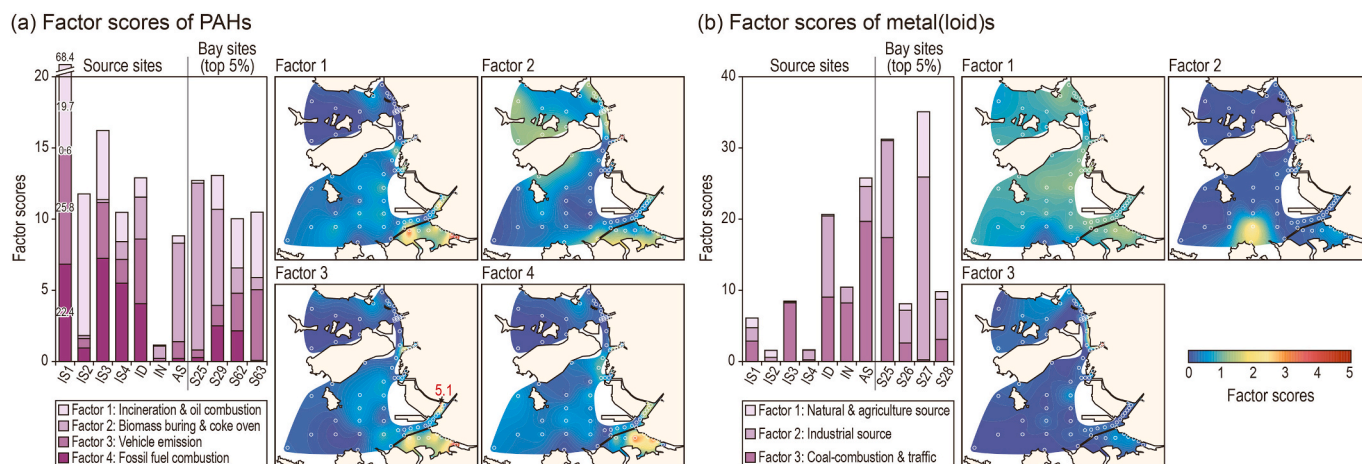 (a) Factor scores of PAHs
Source sites
Bay sites
(top 5%)
Factor scores
20
15
10
5
0
68.4
19.7
0.6
25.8
22.4
IS1 IS2 IS3 IS4 ID IN AS S25 S29 S62 S63
Factor 1: Incineration & oil combustion
Factor 2: Biomass buring & coke oven
Factor 3: Vehicle emission
Factor 4: Fossil fuel combustion
Factor 1
Factor 2
Factor 3
5.1
Factor 4
(b) Factor scores of metal(loid)s
Source sites
Bay sites
(top 5%)
Factor scores
40
30
20
10
0
IS1 IS2 IS3 IS4 ID IN AS S25 S26 S27 S28
Factor 1: Natural & agriculture source
Factor 2: Industrial source
Factor 3: Coal-combustion & traffic
Factor 1
Factor 2
Factor 3
0 1 2 3 4 5
Factor scores